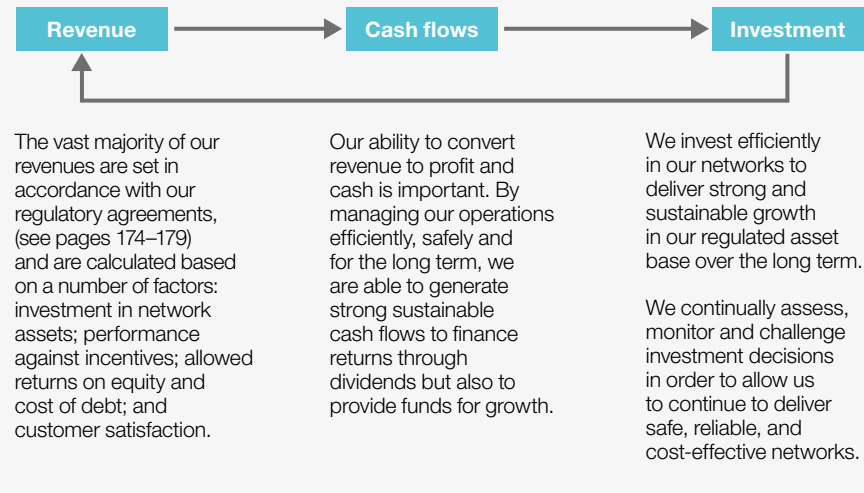 Revenue
Cash flows
Investment
The vast majority of our
revenues are set in
accordance with our
regulatory agreements,
(see pages 174–179)
and are calculated based
on a number of factors:
investment in network
assets; performance
against incentives; allowed
returns on equity and
cost of debt; and
customer satisfaction.
Our ability to convert
revenue to profit and
cash is important. By
managing our operations
efficiently, safely and
for the long term, we
are able to generate
strong sustainable
cash flows to finance
returns through
dividends but also to
provide funds for growth.
We invest efficiently
in our networks to
deliver strong and
sustainable growth
in our regulated asset
base over the long term.
We continually assess,
monitor and challenge
investment decisions
in order to allow us
to continue to deliver
safe, reliable, and
cost-effective networks.